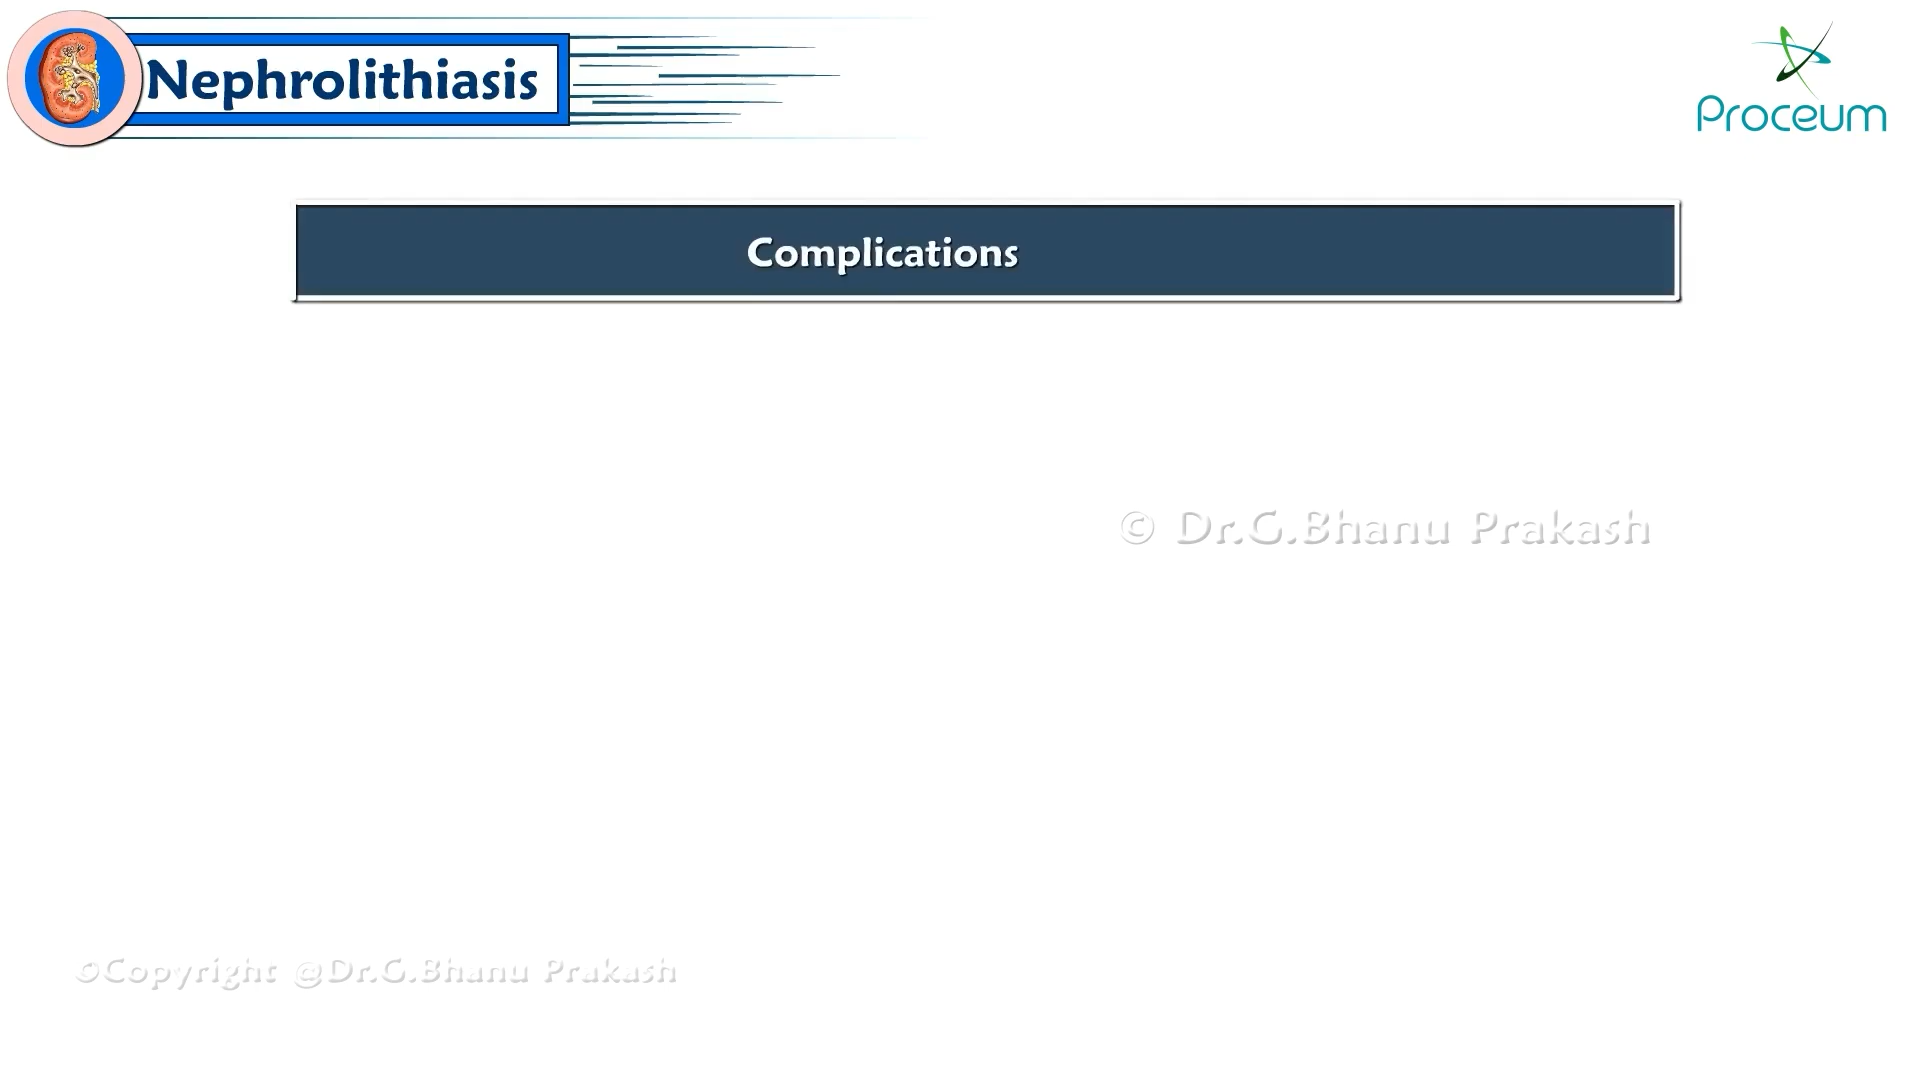 Nephrolithiasis
Proceum
Complications
© Dr.G.Bhanu Prakash
©Copyright @Dr.G.Bhanu Prakash